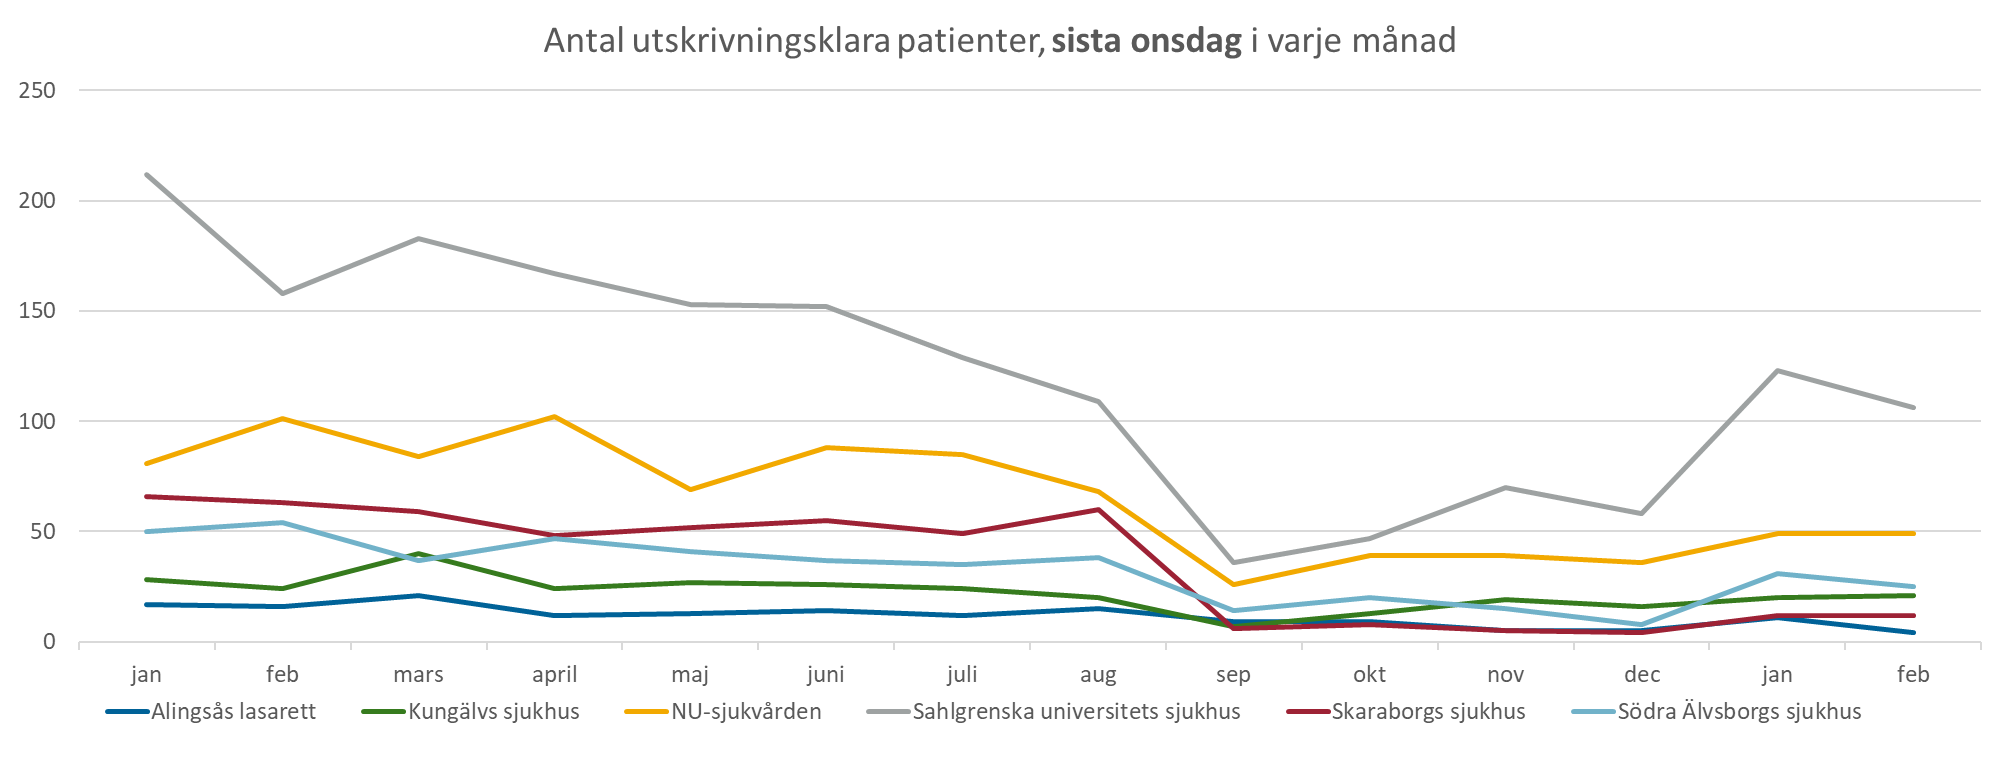 Antal utskrivningsklara patienter, sista onsdag i varje månad
250
200
150
100
50
0
jan feb mars april maj juni juli aug sep okt nov dec jan feb
Alingsås lasarett Kungälvs sjukhus NU-sjukvården Sahlgrenska universitets sjukhus Skaraborgs sjukhus Södra Älvsborgs sjukhus